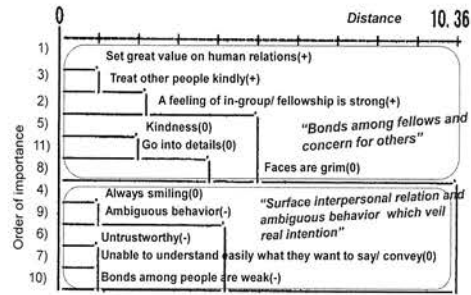 0 Distance 10.36
Order of importance
1) Set great value on human relations(+)
3) Treat other people kindly(+)
2) A feeling of in-group/ fellowship is strong(+)
5) Kindness(0)
11) Go into details(0)
8) Faces are grim(0)
"Bonds among fellows and
concern for others"
4) Always smiling(0)
9) Ambiguous behavior(-)
6) Untrustworthy(-)
7) Unable to understand easily what they want to say/ convey(0)
10) Bonds among people are weak(-)
"Surface interpersonal relation and
ambiguous behavior which veil
real intention"